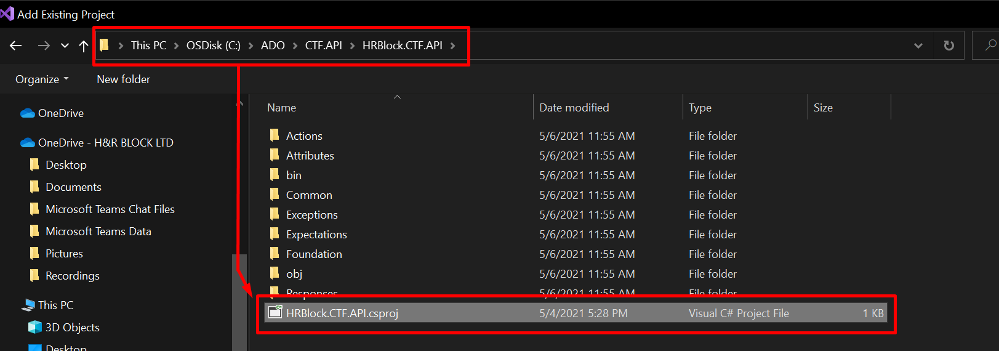 Add Existing Project
This PC OSDisk (C:) ADO CTF.API HRBlock.CTF.API
Organize New folder
OneDrive
OneDrive - H&R BLOCK LTD
Desktop
Documents
Microsoft Teams Chat Files
Microsoft Teams Data
Pictures
Recordings
This PC
3D Objects
Desktop
Name Date modified Type Size
Actions 5/6/2021 11:55 AM File folder
Attributes 5/6/2021 11:55 AM File folder
bin 5/6/2021 11:55 AM File folder
Common 5/6/2021 11:55 AM File folder
Exceptions 5/6/2021 11:55 AM File folder
Expectations 5/6/2021 11:55 AM File folder
Foundation 5/6/2021 11:55 AM File folder
obj 5/6/2021 11:55 AM File folder
Responses 5/6/2021 11:55 AM File folder
HRBlock.CTF.API.csproj 5/4/2021 5:28 PM Visual C# Project File 1 KB